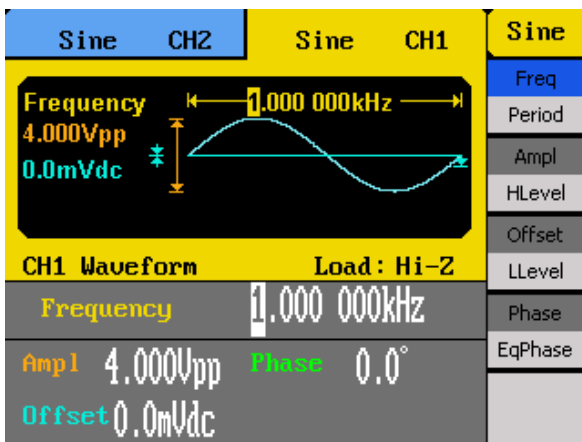 Sine CH2
Sine CH1
Frequency 1.000 000kHz
4.000Vpp
0.0mVdc
CH1 Waveform Load: Hi-Z
Frequency 1.000 000kHz
Ampl 4.000Vpp Phase 0.0°
Offset 0.0mVdc
Sine
Freq
Period
Ampl
HLevel
Offset
LLevel
Phase
EqPhase